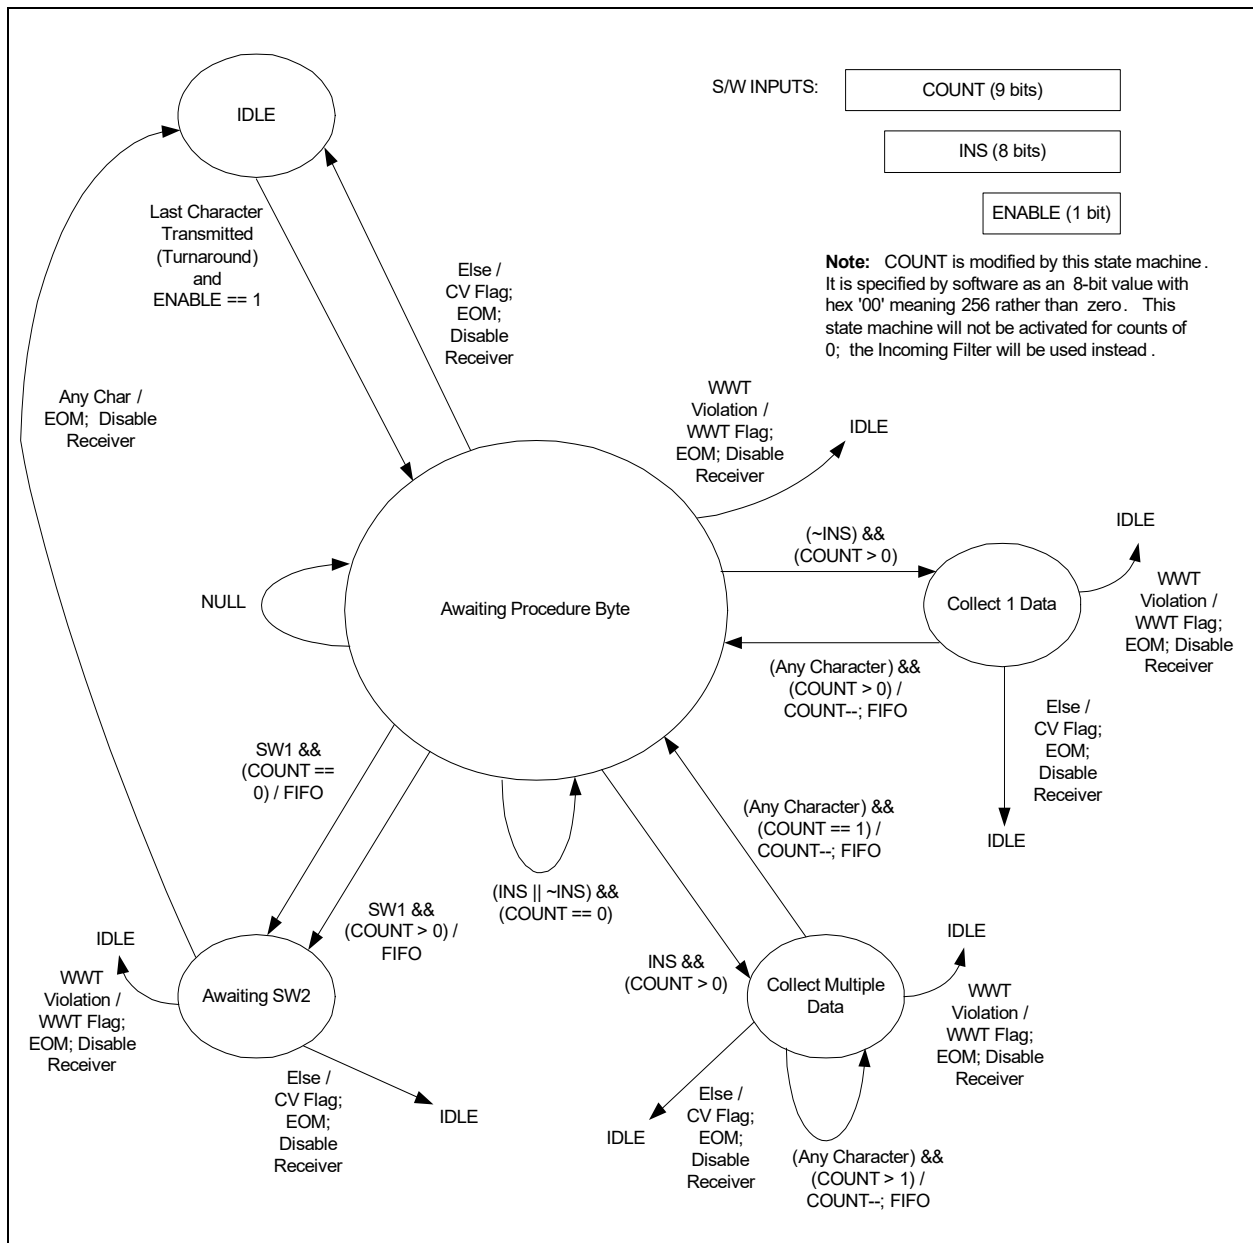 IDLE
S/W INPUTS:
COUNT (9 bits)
INS (8 bits)
ENABLE (1 bit)
Note: COUNT is modified by this state machine.
It is specified by software as an 8-bit value with
hex '00' meaning 256 rather than zero. This
state machine will not be activated for counts of
0; the Incoming Filter will be used instead.
Last Character
Transmitted
(Turnaround)
and
ENABLE == 1
Else /
CV Flag;
EOM;
Disable
Receiver
Any Char /
EOM; Disable
Receiver
WWT
Violation /
WWT Flag;
EOM; Disable
Receiver
IDLE
(~INS) &&
(COUNT > 0)
IDLE
NULL
Awaiting Procedure Byte
Collect 1 Data
WWT
Violation /
WWT Flag;
EOM; Disable
Receiver
(Any Character) &&
(COUNT > 0) /
COUNT--; FIFO
Else /
CV Flag;
EOM;
Disable
Receiver
IDLE
SW1 &&
(COUNT ==
0) / FIFO
SW1 &&
(COUNT > 0) /
FIFO
(INS || ~INS) &&
(COUNT == 0)
(Any Character) &&
(COUNT == 1) /
COUNT--; FIFO
INS &&
(COUNT > 0)
IDLE
WWT
Violation /
WWT Flag;
EOM; Disable
Receiver
Awaiting SW2
Else /
CV Flag;
EOM;
Disable
Receiver
IDLE
Collect Multiple
Data
IDLE
WWT
Violation /
WWT Flag;
EOM; Disable
Receiver
Else /
CV Flag;
EOM;
Disable
Receiver
IDLE
(Any Character) &&
(COUNT > 1) /
COUNT--; FIFO